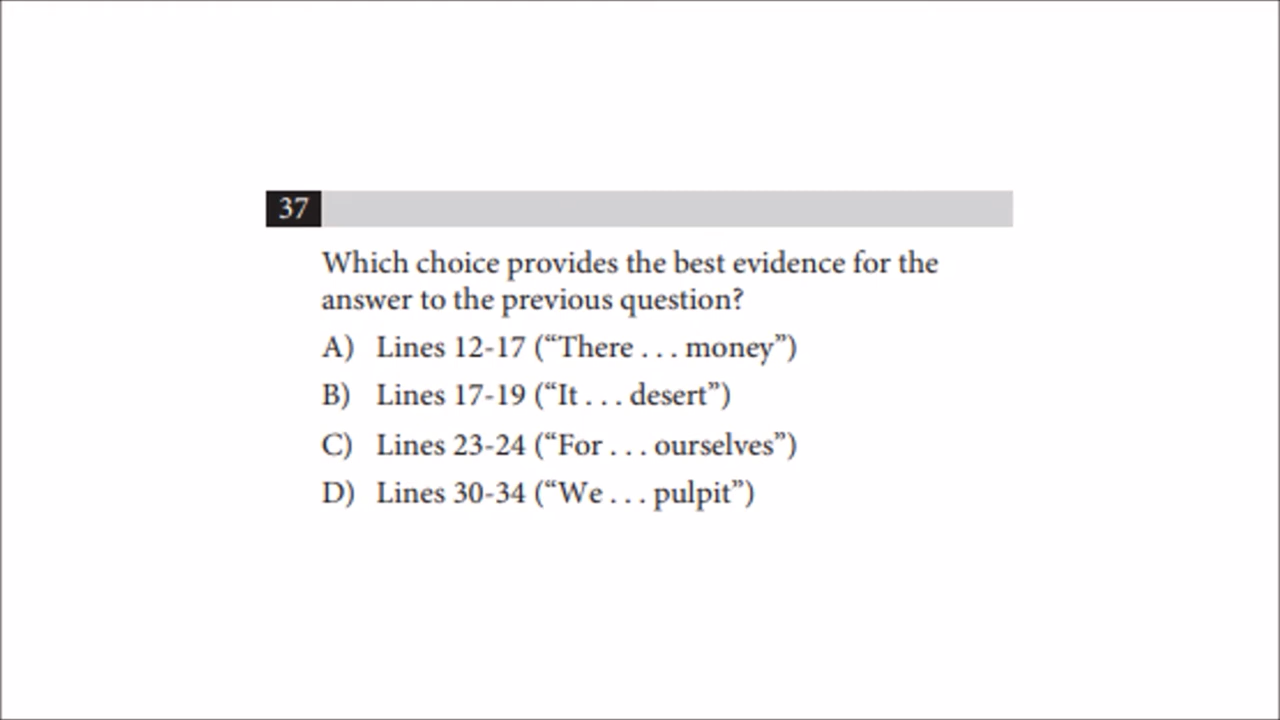 37
Which choice provides the best evidence for the
answer to the previous question?
A) Lines 12-17 (“There . . . money”)
B) Lines 17-19 (“It . . . desert”)
C) Lines 23-24 (“For . . . ourselves”)
D) Lines 30-34 (“We . . . pulpit”)